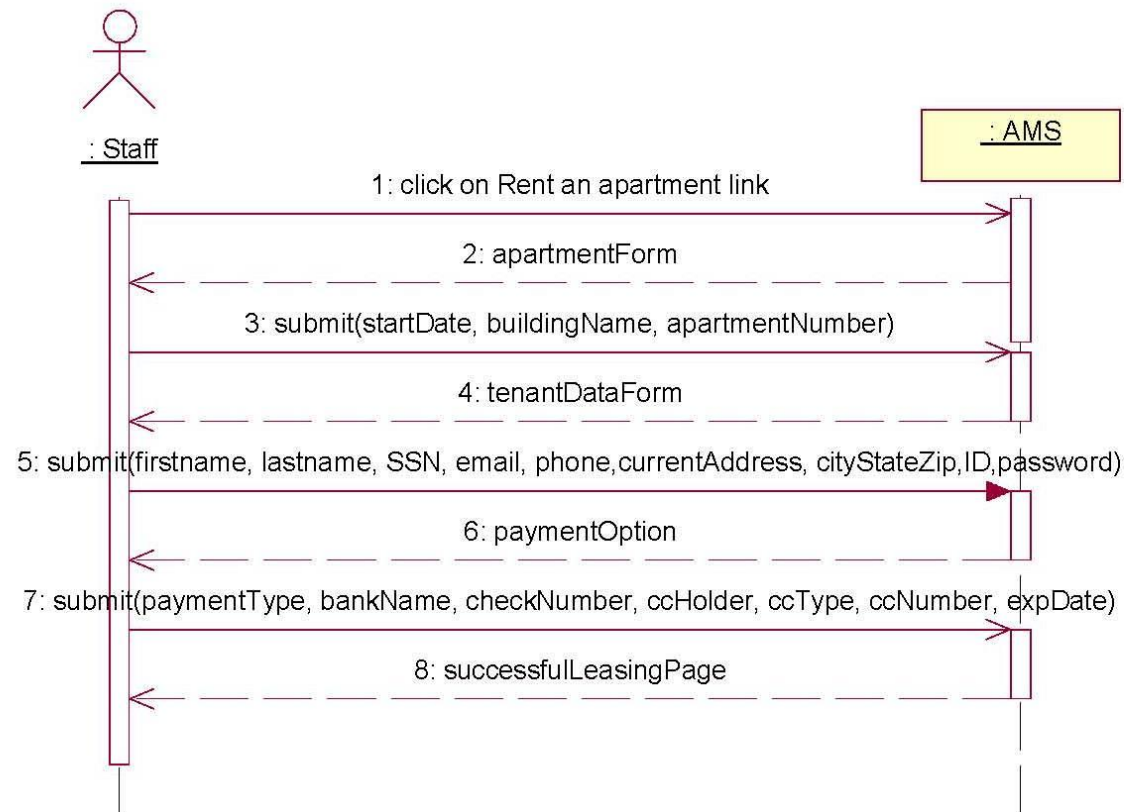 : Staff
: AMS
1: click on Rent an apartment link
2: apartmentForm
3: submit(startDate, buildingName, apartmentNumber)
4: tenantDataForm
5: submit(firstname, lastname, SSN, email, phone,currentAddress, cityStateZip,ID,password)
6: paymentOption
7: submit(paymentType, bankName, checkNumber, ccHolder, ccType, ccNumber, expDate)
8: successfulLeasingPage